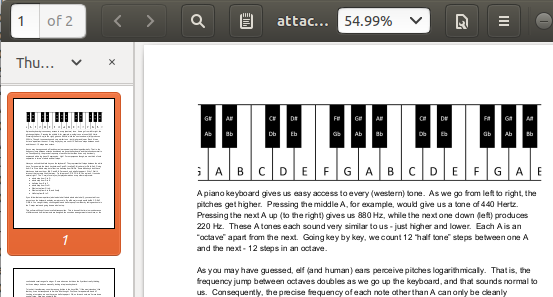 1 of 2 attac... 54.99%
Thu...
1
G# A# C# D# F# G# A# C# D# F# G# A#
Ab Bb Db Eb Gb Ab Bb Db Eb Gb Ab Bb
G A B C D E F G A B C D E F G A B C
A piano keyboard gives us easy access to every (western) tone. As we go from left to right, the
pitches get higher. Pressing the middle A, for example, would give us a tone of 440 Hertz.
Pressing the next A up (to the right) gives us 880 Hz, while the next one down (left) produces
220 Hz. These A tones each sound very similar to us - just higher and lower. Each A is an
“octave” apart from the next. Going key by key, we count 12 “half tone” steps between one A
and the next - 12 steps in an octave.
As you may have guessed, elf (and human) ears perceive pitches logarithmically. That is, the
frequency jump between octaves doubles as we go up the keyboard, and that sounds normal to
us. Consequently, the precise frequency of each note other than A can only be cleanly